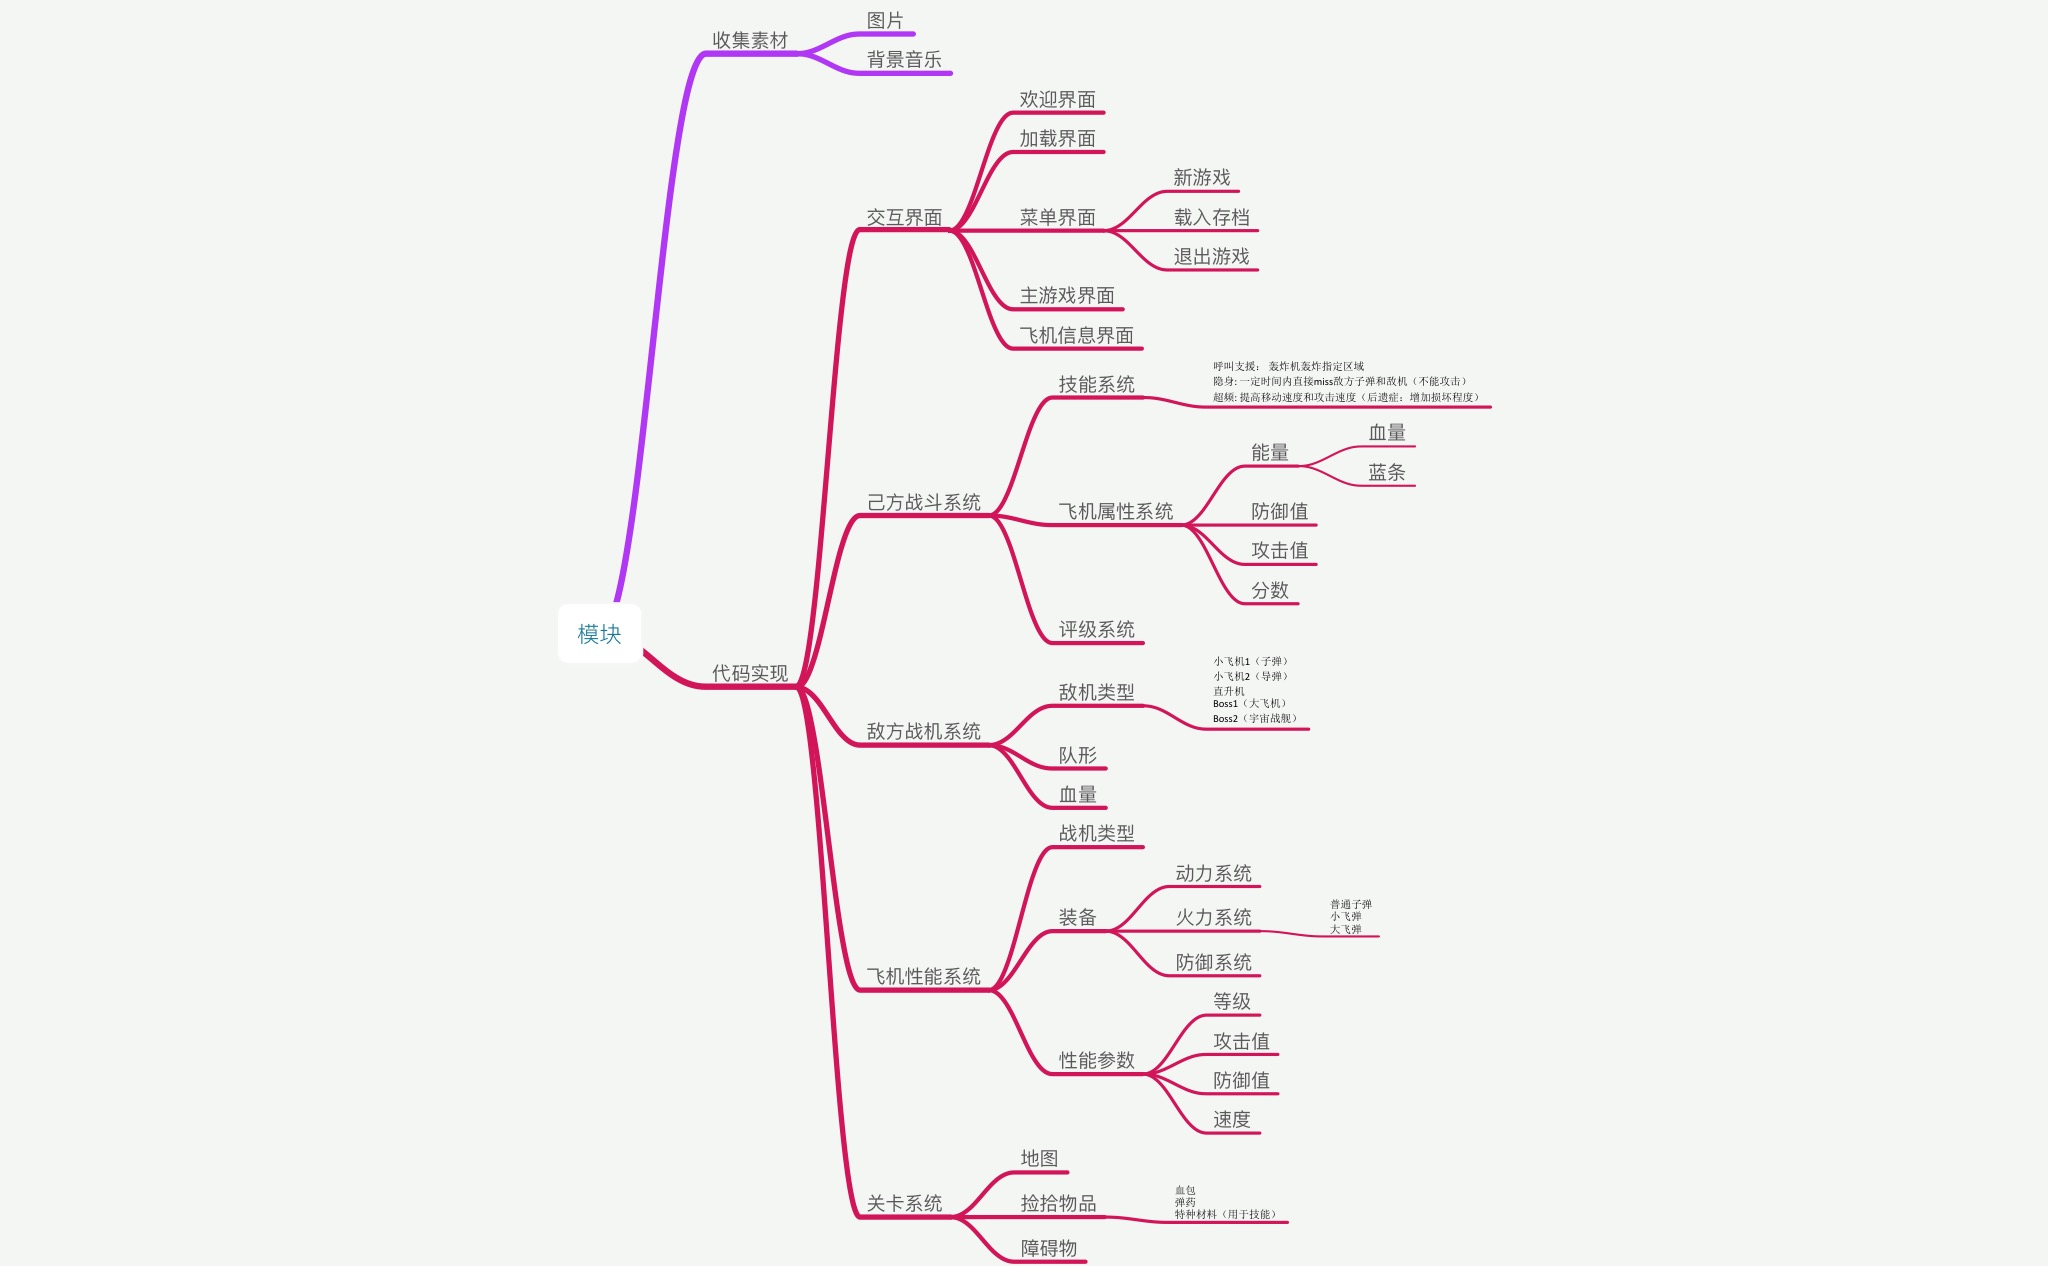 模块
收集素材
图片
背景音乐
代码实现
交互界面
欢迎界面
加载界面
菜单界面
新游戏
载入存档
退出游戏
主游戏界面
飞机信息界面
己方战斗系统
技能系统
呼叫支援： 轰炸机轰炸指定区域
隐身: 一定时间内直接miss敌方子弹和敌机（不能攻击）
超频: 提高移动速度和攻击速度（后遗症：增加损坏程度）
飞机属性系统
能量
血量
蓝条
防御值
攻击值
分数
评级系统
敌方战机系统
敌机类型
小飞机1（子弹）
小飞机2（导弹）
直升机
Boss1（大飞机）
Boss2（宇宙战舰）
队形
血量
飞机性能系统
战机类型
装备
动力系统
火力系统
普通子弹
小飞弹
大飞弹
防御系统
性能参数
等级
攻击值
防御值
速度
关卡系统
地图
捡拾物品
血包
弹药
特种材料（用于技能）
障碍物